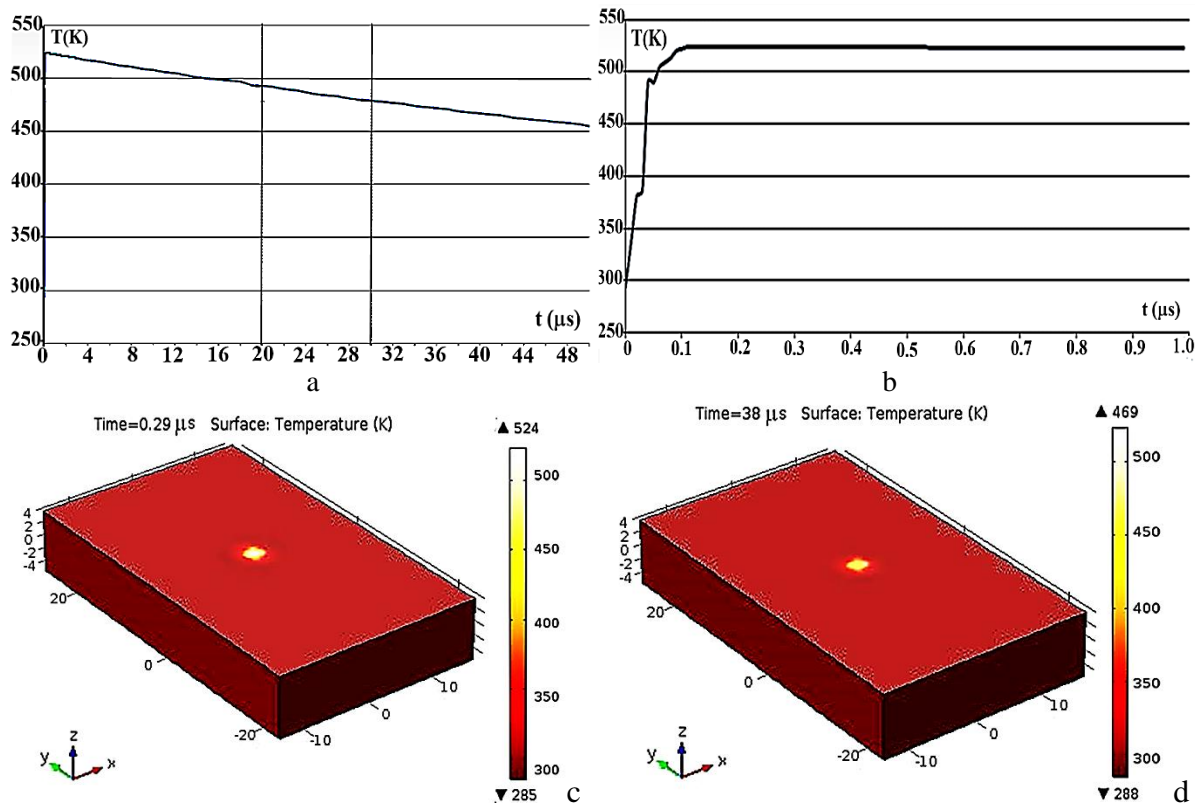 550
T(K)
500
450
400
350
300
250
t (μs)
0 4 8 12 16 20 24 28 32 36 40 44 48
a
550
T(K)
500
450
400
350
300
250
t (μs)
0 0.1 0.2 0.3 0.4 0.5 0.6 0.7 0.8 0.9 1.0
b
Time=0.29 μs Surface: Temperature (K)
▲ 524
500
450
400
350
300
▼ 285
4
2
0
-2
-4
20
0
-20
-10
0
10
z
y
x
c
Time=38 μs Surface: Temperature (K)
▲ 469
500
450
400
350
300
▼ 288
4
2
0
-2
-4
20
0
-20
-10
0
10
z
y
x
d